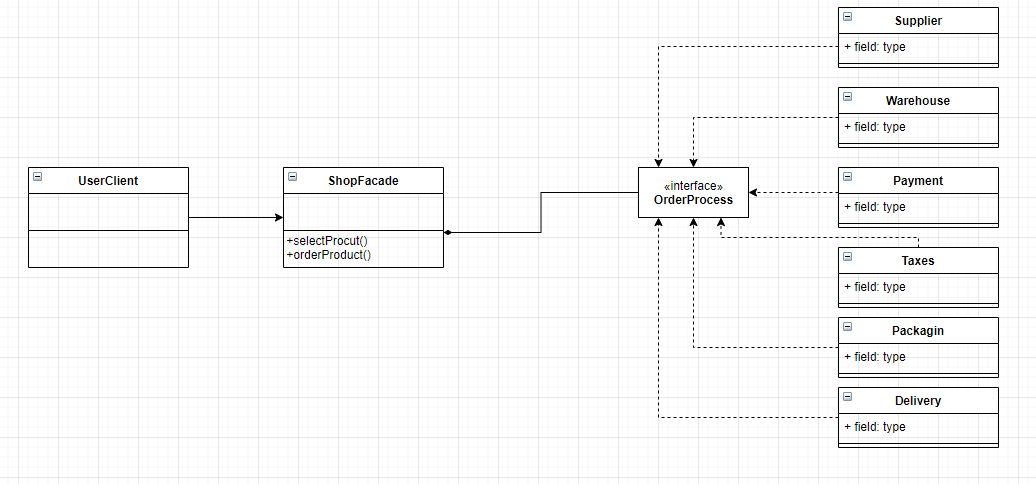 Supplier
+ field: type
Warehouse
+ field: type
UserClient
ShopFacade
+selectProcut()
+orderProduct()
«interface»
OrderProcess
Payment
+ field: type
Taxes
+ field: type
Packagin
+ field: type
Delivery
+ field: type